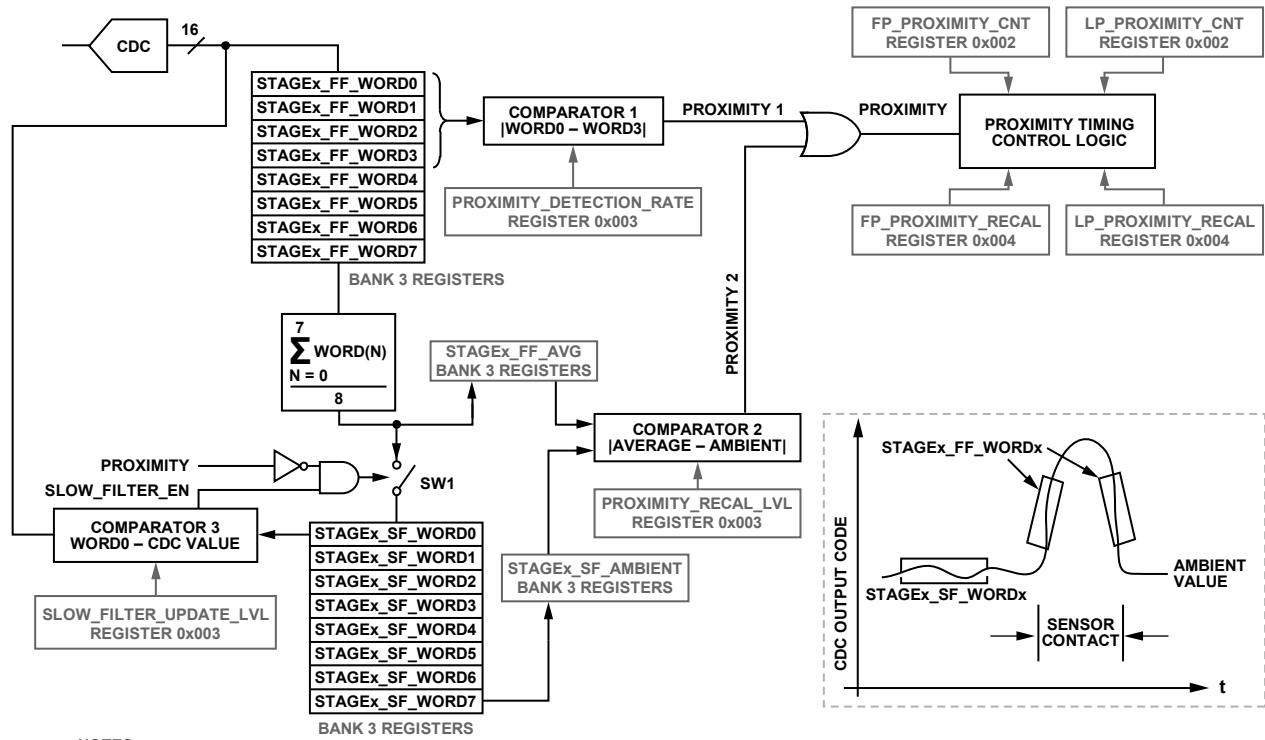 CDC
16
STAGEx_FF_WORD0
STAGEx_FF_WORD1
STAGEx_FF_WORD2
STAGEx_FF_WORD3
STAGEx_FF_WORD4
STAGEx_FF_WORD5
STAGEx_FF_WORD6
STAGEx_FF_WORD7
BANK 3 REGISTERS
COMPARATOR 1
|WORD0 – WORD3|
PROXIMITY_DETECTION_RATE
REGISTER 0x003
PROXIMITY 1
PROXIMITY
FP_PROXIMITY_CNT
REGISTER 0x002
LP_PROXIMITY_CNT
REGISTER 0x002
PROXIMITY TIMING
CONTROL LOGIC
FP_PROXIMITY_RECAL
REGISTER 0x004
LP_PROXIMITY_RECAL
REGISTER 0x004
PROXIMITY 2
7
Σ WORD(N)
N = 0
8
STAGEx_FF_AVG
BANK 3 REGISTERS
COMPARATOR 2
|AVERAGE – AMBIENT|
PROXIMITY_RECAL_LVL
REGISTER 0x003
PROXIMITY
SLOW_FILTER_EN
SW1
COMPARATOR 3
WORD0 – CDC VALUE
SLOW_FILTER_UPDATE_LVL
REGISTER 0x003
STAGEx_SF_WORD0
STAGEx_SF_WORD1
STAGEx_SF_WORD2
STAGEx_SF_WORD3
STAGEx_SF_WORD4
STAGEx_SF_WORD5
STAGEx_SF_WORD6
STAGEx_SF_WORD7
BANK 3 REGISTERS
STAGEx_SF_AMBIENT
BANK 3 REGISTERS
CDC OUTPUT CODE
STAGEx_FF_WORDx
STAGEx_SF_WORDx
AMBIENT
VALUE
SENSOR
CONTACT
t